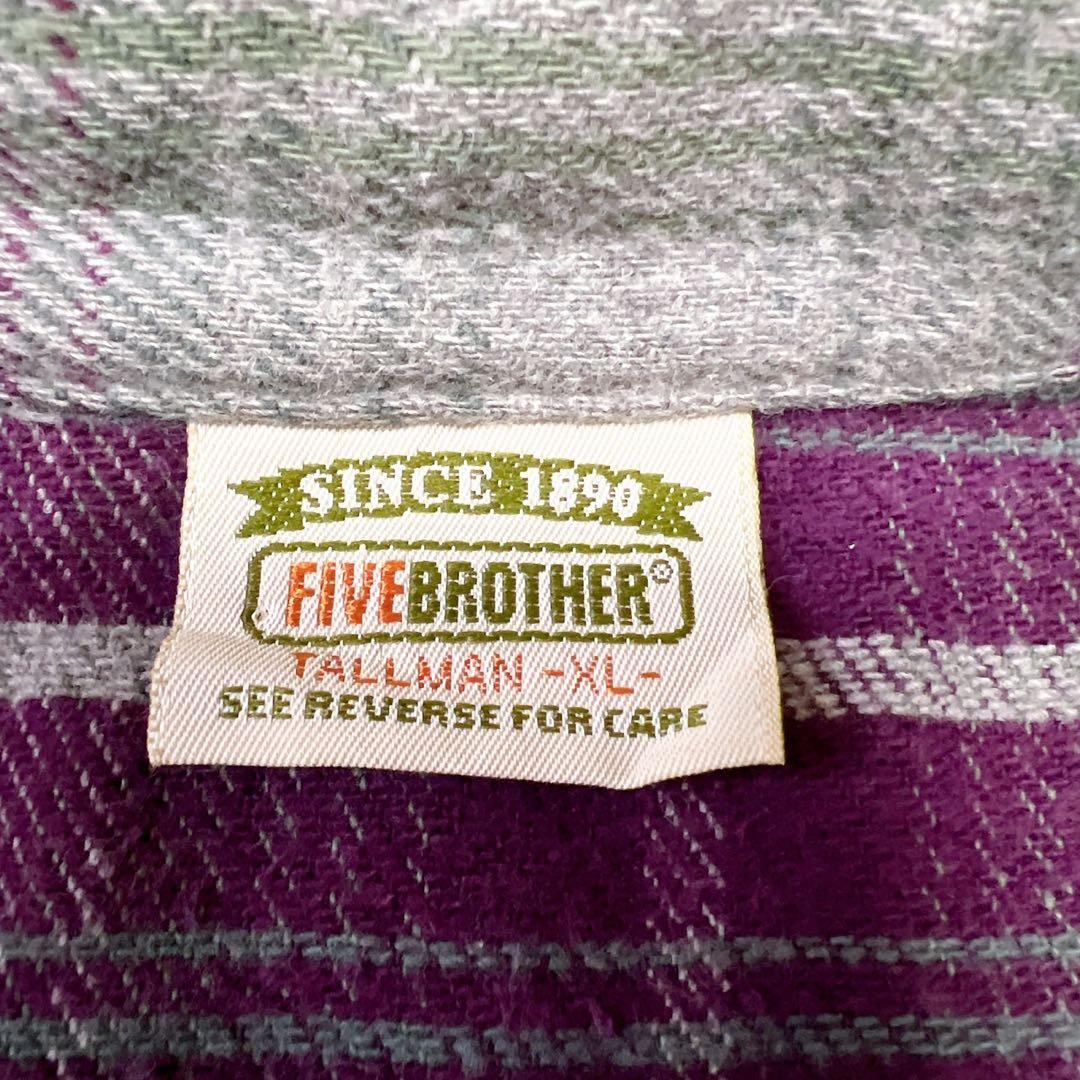 SINCE 1890
FIVEBROTHER®
TALLMAN -XL-
SEE REVERSE FOR CARE